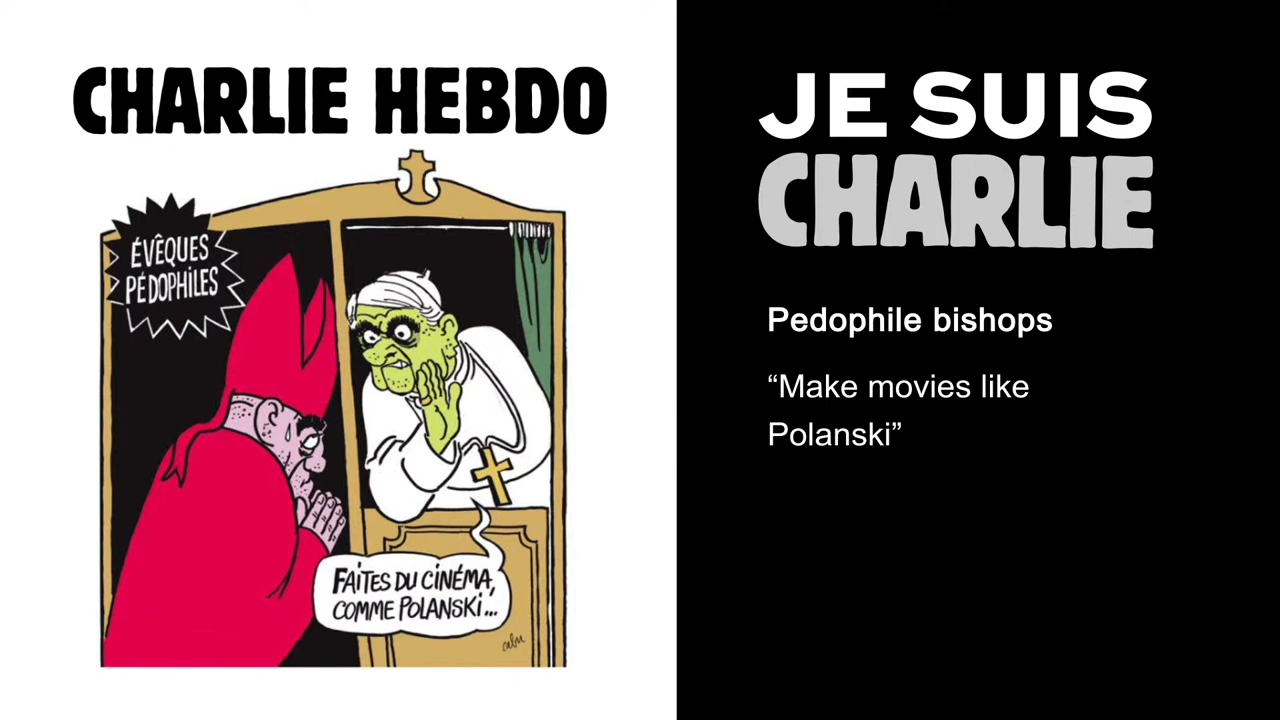 CHARLIE HEBDO
ÉVÊQUES
PÉDOPHILES
FAITES DU CINÉMA,
COMME POLANSKI...
JE SUIS
CHARLIE
Pedophile bishops
“Make movies like
Polanski”